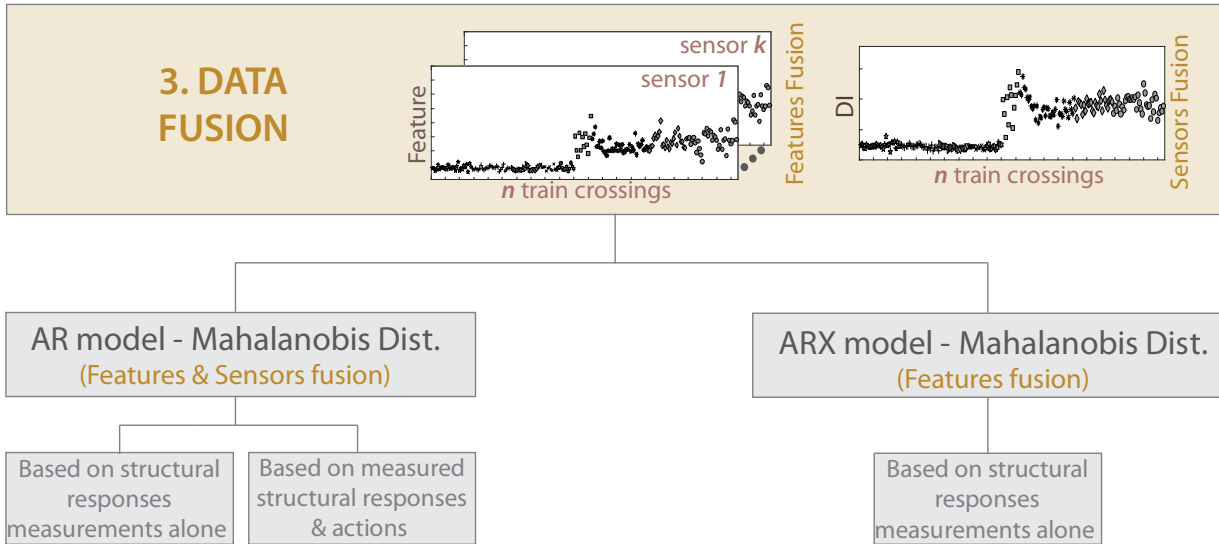 3. DATA
FUSION
sensor k
sensor 1
Feature
n train crossings
Features Fusion
DI
n train crossings
Sensors Fusion
AR model - Mahalanobis Dist.
(Features & Sensors fusion)
ARX model - Mahalanobis Dist.
(Features fusion)
Based on structural
responses
measurements alone
Based on measured
structural responses
& actions
Based on structural
responses
measurements alone